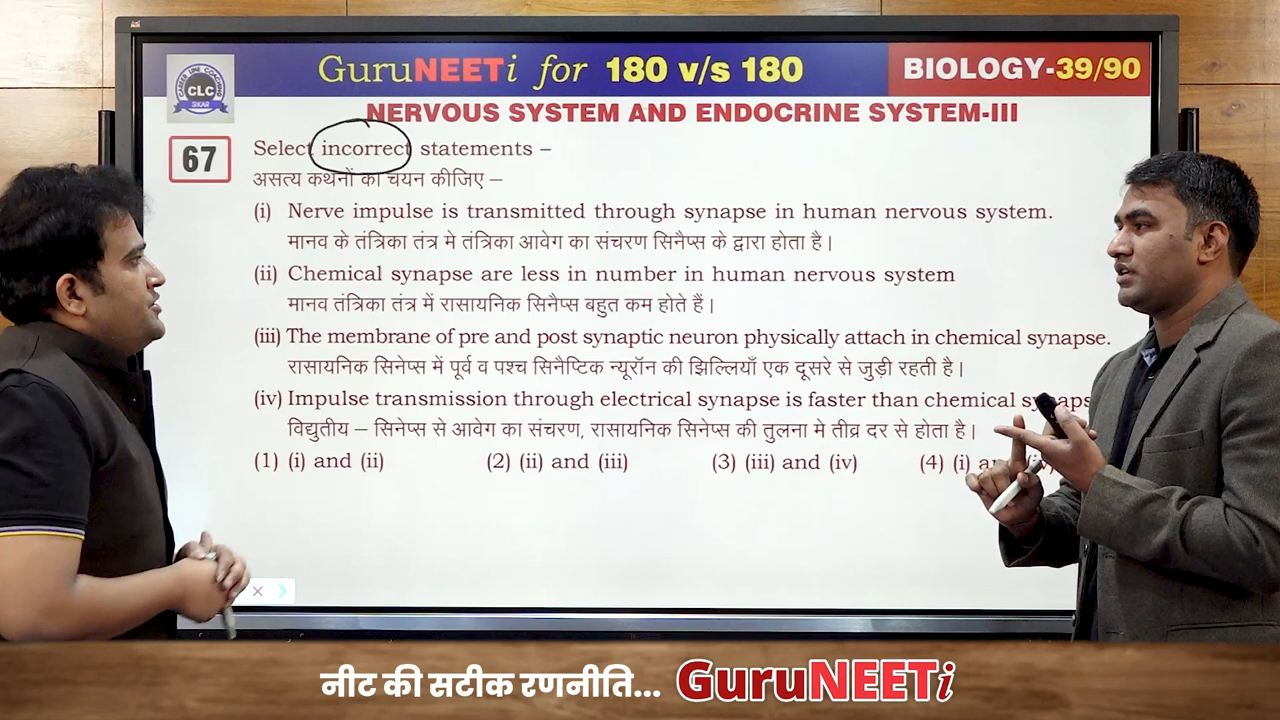 GuruNEETi for 180 v/s 180
BIOLOGY-39/90
CAREER LINE COACHING
CLC
SIKAR
NERVOUS SYSTEM AND ENDOCRINE SYSTEM-III
67
Select incorrect statements –
असत्य कथनों का चयन कीजिए –
(i) Nerve impulse is transmitted through synapse in human nervous system.
मानव के तंत्रिका तंत्र मे तंत्रिका आवेग का संचरण सिनैप्स के द्वारा होता है।
(ii) Chemical synapse are less in number in human nervous system
मानव तंत्रिका तंत्र में रासायनिक सिनैप्स बहुत कम होते हैं।
(iii) The membrane of pre and post synaptic neuron physically attach in chemical synapse.
रासायनिक सिनेप्स में पूर्व व पश्च सिनैप्टिक न्यूरॉन की झिल्लियाँ एक दूसरे से जुड़ी रहती है।
(iv) Impulse transmission through electrical synapse is faster than chemical
विद्युतीय – सिनेप्स से आवेग का संचरण, रासायनिक सिनेप्स की तुलना मे तीव्र दर से होता है।
(1) (i) and (ii) (2) (ii) and (iii) (3) (iii) and (iv) (4) (i)
नीट की सटीक रणनीति... GuruNEETi